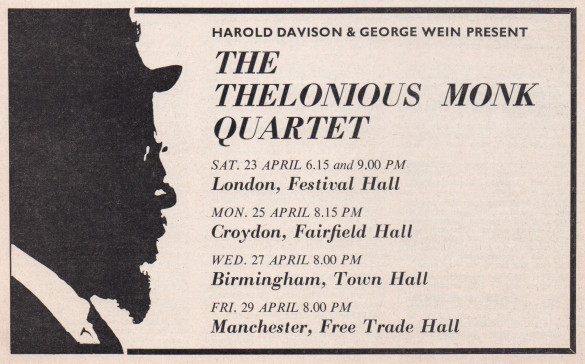 HAROLD DAVISON & GEORGE WEIN PRESENT
THE
THELONIOUS MONK
QUARTET
SAT. 23 APRIL 6.15 and 9.00 PM
London, Festival Hall
MON. 25 APRIL 8.15 PM
Croydon, Fairfield Hall
WED. 27 APRIL 8.00 PM
Birmingham, Town Hall
FRI. 29 APRIL 8.00 PM
Manchester, Free Trade Hall